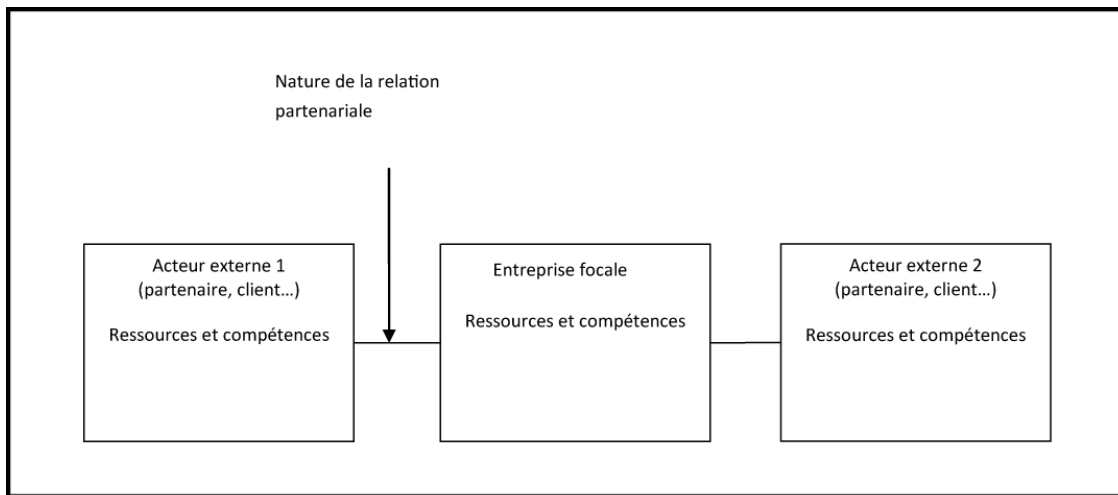 Nature de la relation
partenariale
Acteur externe 1
(partenaire, client…)
Ressources et compétences
Entreprise focale
Ressources et compétences
Acteur externe 2
(partenaire, client…)
Ressources et compétences